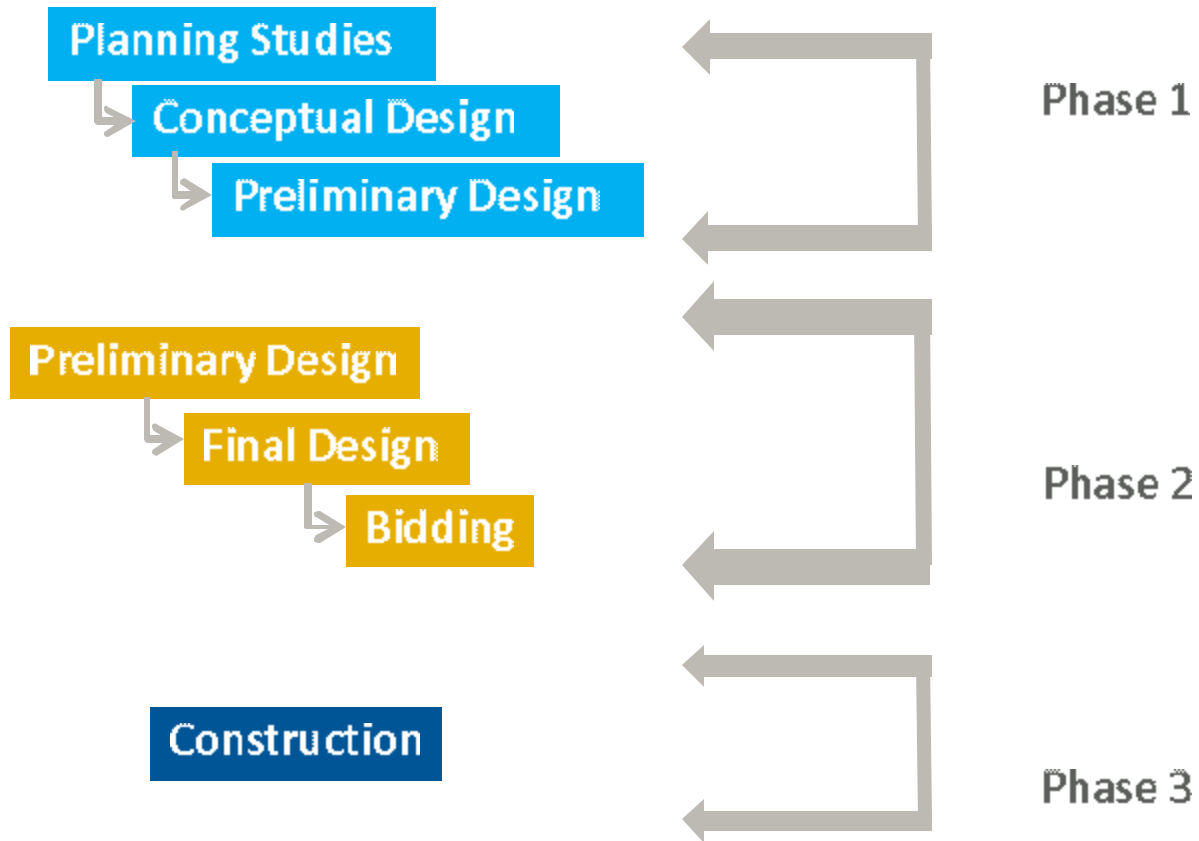 Planning Studies
Conceptual Design
Preliminary Design
Phase 1
Preliminary Design
Final Design
Bidding
Phase 2
Construction
Phase 3